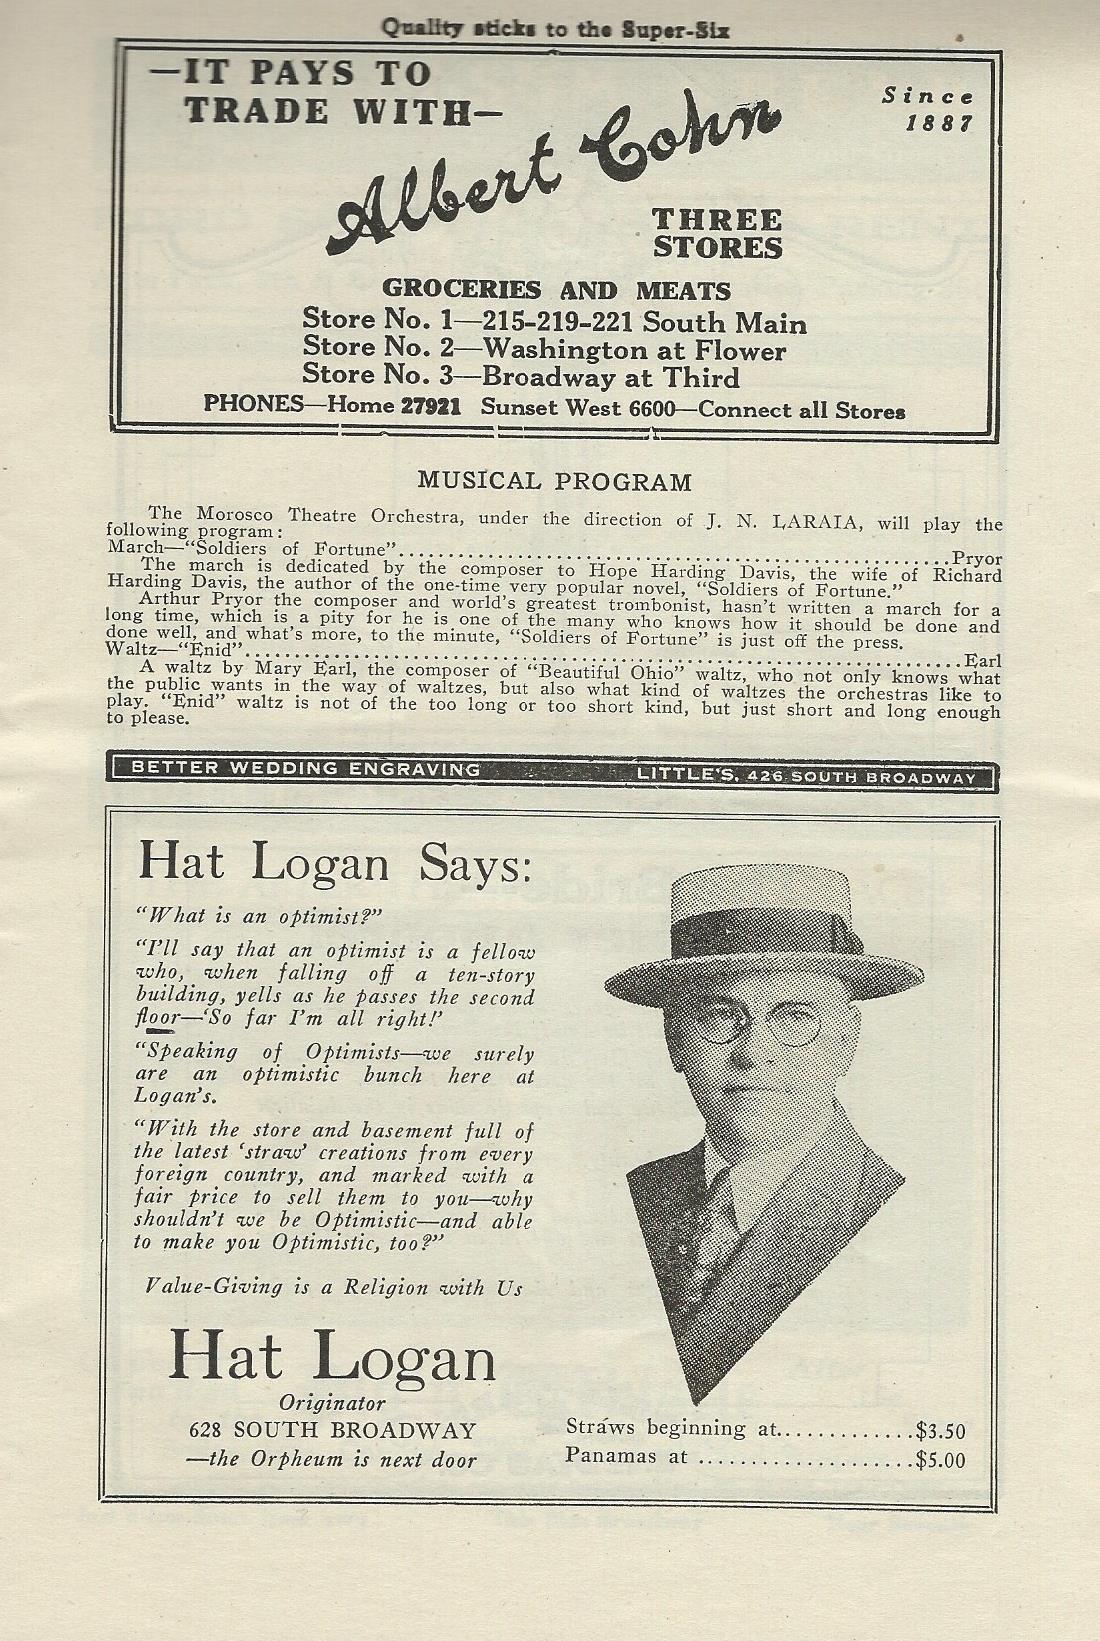 Quality sticks to the Super-Six
—IT PAYS TO
TRADE WITH—
Since
1887
Albert Cohn
THREE
STORES
GROCERIES AND MEATS
Store No. 1—215-219-221 South Main
Store No. 2—Washington at Flower
Store No. 3—Broadway at Third
PHONES—Home 27921 Sunset West 6600—Connect all Stores
MUSICAL PROGRAM
The Morosco Theatre Orchestra, under the direction of J. N. LARAIA, will play the
following program:
March—“Soldiers of Fortune”..........Pryor
The march is dedicated by the composer to Hope Harding Davis, the wife of Richard
Harding Davis, the author of the one-time very popular novel, “Soldiers of Fortune.”
Arthur Pryor the composer and world's greatest trombonist, hasn't written a march for a
long time, which is a pity for he is one of the many who knows how it should be done and
done well, and what's more, to the minute, “Soldiers of Fortune” is just off the press.
Waltz—“Enid”..........Earl
A waltz by Mary Earl, the composer of “Beautiful Ohio” waltz, who not only knows what
the public wants in the way of waltzes, but also what kind of waltzes the orchestras like to
play. “Enid” waltz is not of the too long or too short kind, but just short and long enough
to please.
BETTER WEDDING ENGRAVING LITTLE'S, 426 SOUTH BROADWAY
Hat Logan Says:
“What is an optimist?”
“I'll say that an optimist is a fellow
who, when falling off a ten-story
building, yells as he passes the second
floor—‘So far I'm all right!’
“Speaking of Optimists—we surely
are an optimistic bunch here at
Logan's.
“With the store and basement full of
the latest ‘straw’ creations from every
foreign country, and marked with a
fair price to sell them to you—why
shouldn't we be Optimistic—and able
to make you Optimistic, too?”
Value-Giving is a Religion with Us
Hat Logan
Originator
628 SOUTH BROADWAY
—the Orpheum is next door
Straws beginning at.............$3.50
Panamas at ....................$5.00